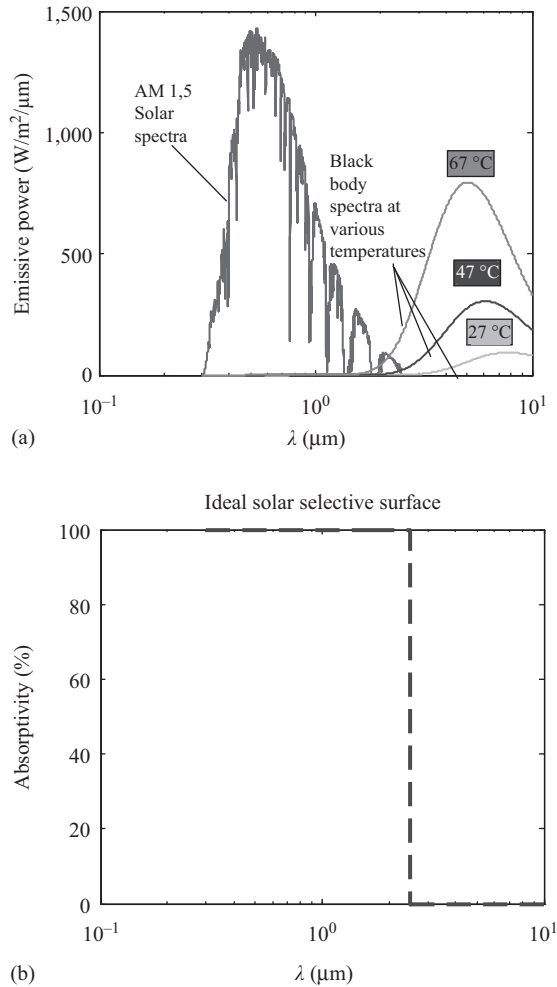 1,500
1,000
500
0
Emissive power (W/m²/μm)
AM 1,5
Solar
spectra
Black
body
spectra at
various
temperatures
67 °C
47 °C
27 °C
10⁻¹
10⁰
10¹
λ (μm)
(a)
Ideal solar selective surface
100
80
60
40
20
0
Absorptivity (%)
10⁻¹
10⁰
10¹
λ (μm)
(b)